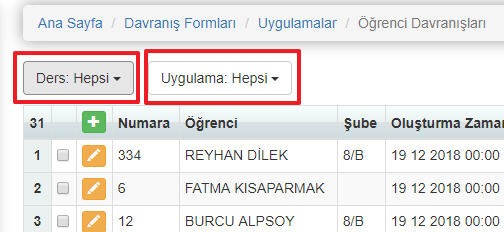 Ana Sayfa / Davranış Formları / Uygulamalar / Öğrenci Davranışları
Ders: Hepsi Uygulama: Hepsi
31 Numara Öğrenci Şube Oluşturma Zamanı
1 334 REYHAN DİLEK 8/B 19 12 2018 00:00
2 6 FATMA KISAPARMAK 19 12 2018 00:00
3 12 BURCU ALPSOY 8/B 19 12 2018 00:00